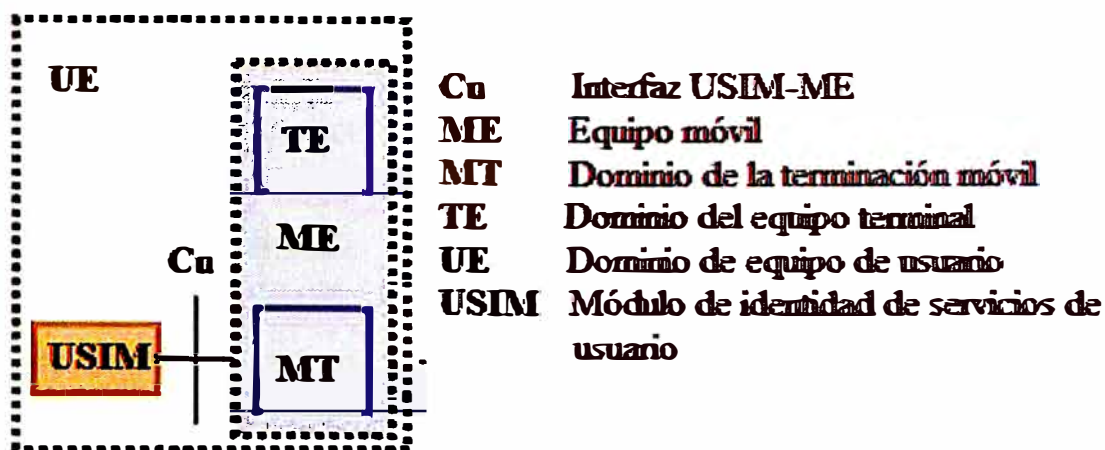 UE
TE
ME
Cu
USIM
MT
Cu Interfaz USIM-ME
ME Equipo móvil
MT Dominio de la terminación móvil
TE Dominio del equipo terminal
UE Dominio de equipo de usuario
USIM Módulo de identidad de servicios de
usuario